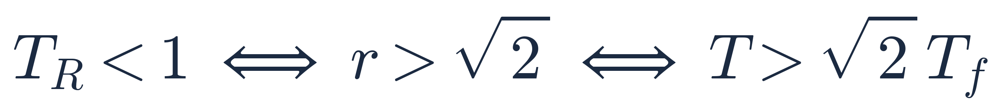 T_R < 1 ⟺ r > √2 ⟺ T > √2 T_f